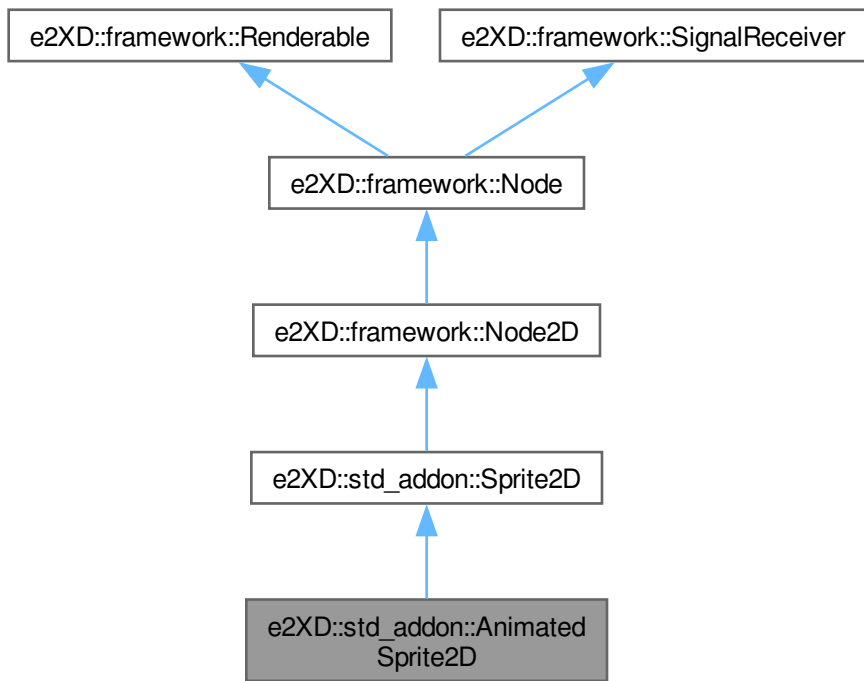 e2XD::framework::Renderable
e2XD::framework::SignalReceiver
e2XD::framework::Node
e2XD::framework::Node2D
e2XD::std_addon::Sprite2D
e2XD::std_addon::Animated
Sprite2D